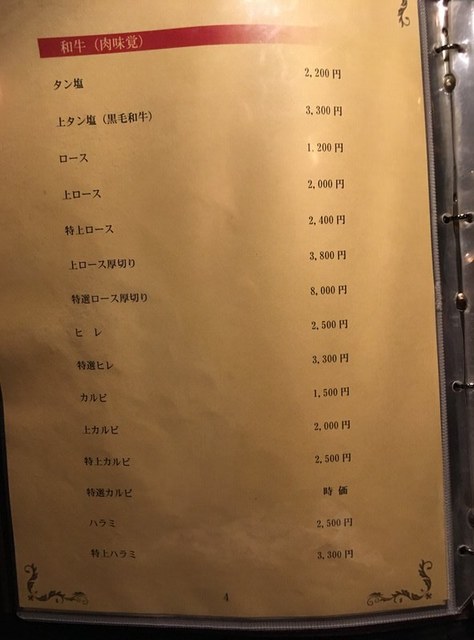 和牛（肉味覚）
タン塩 2,200円
上タン塩（黒毛和牛） 3,300円
ロース 1.200円
上ロース 2,000円
特上ロース 2,400円
上ロース厚切り 3,800円
特選ロース厚切り 8,000円
ヒ レ 2,500円
特選ヒレ 3,300円
カルビ 1,500円
上カルビ 2,000円
特上カルビ 2,500円
特選カルビ 時 価
ハラミ 2,500円
特上ハラミ 3,300円
4